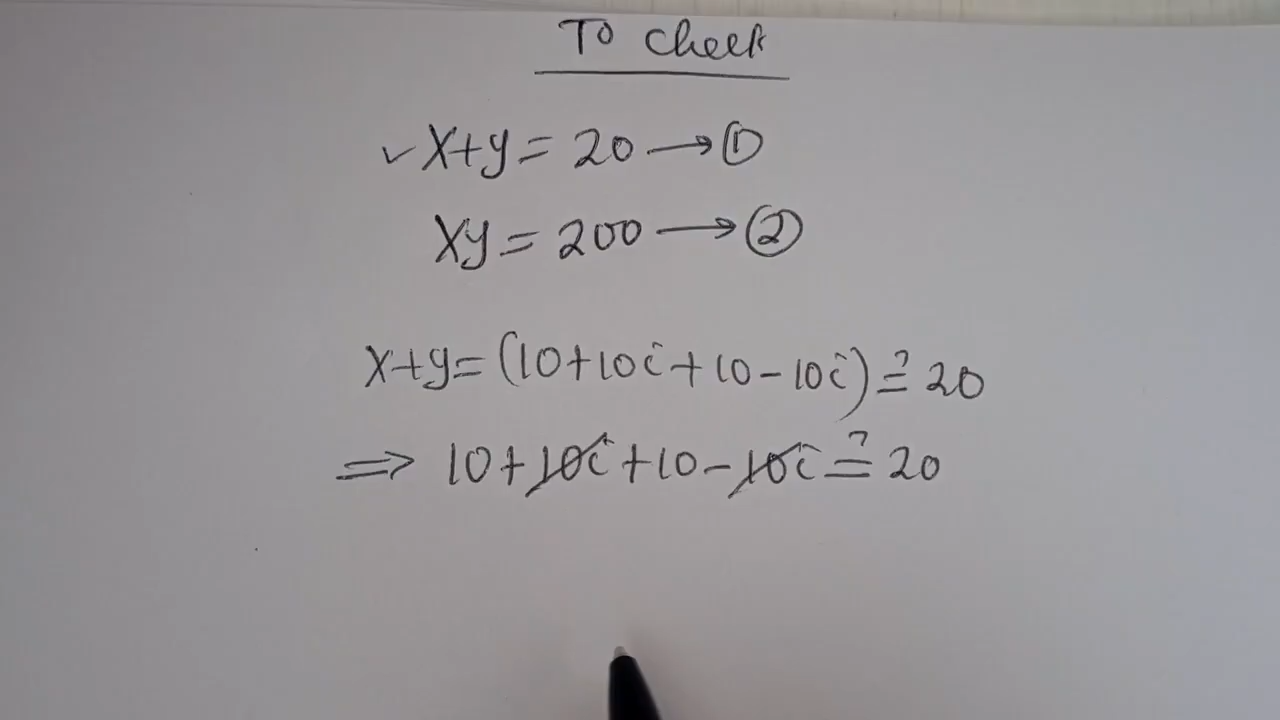 To Check
✓ x+y = 20 → ①
xy = 200 → ②
x+y = (10+10i+10-10i) ≟ 20
⇒ 10+10i+10-10i ≟ 20